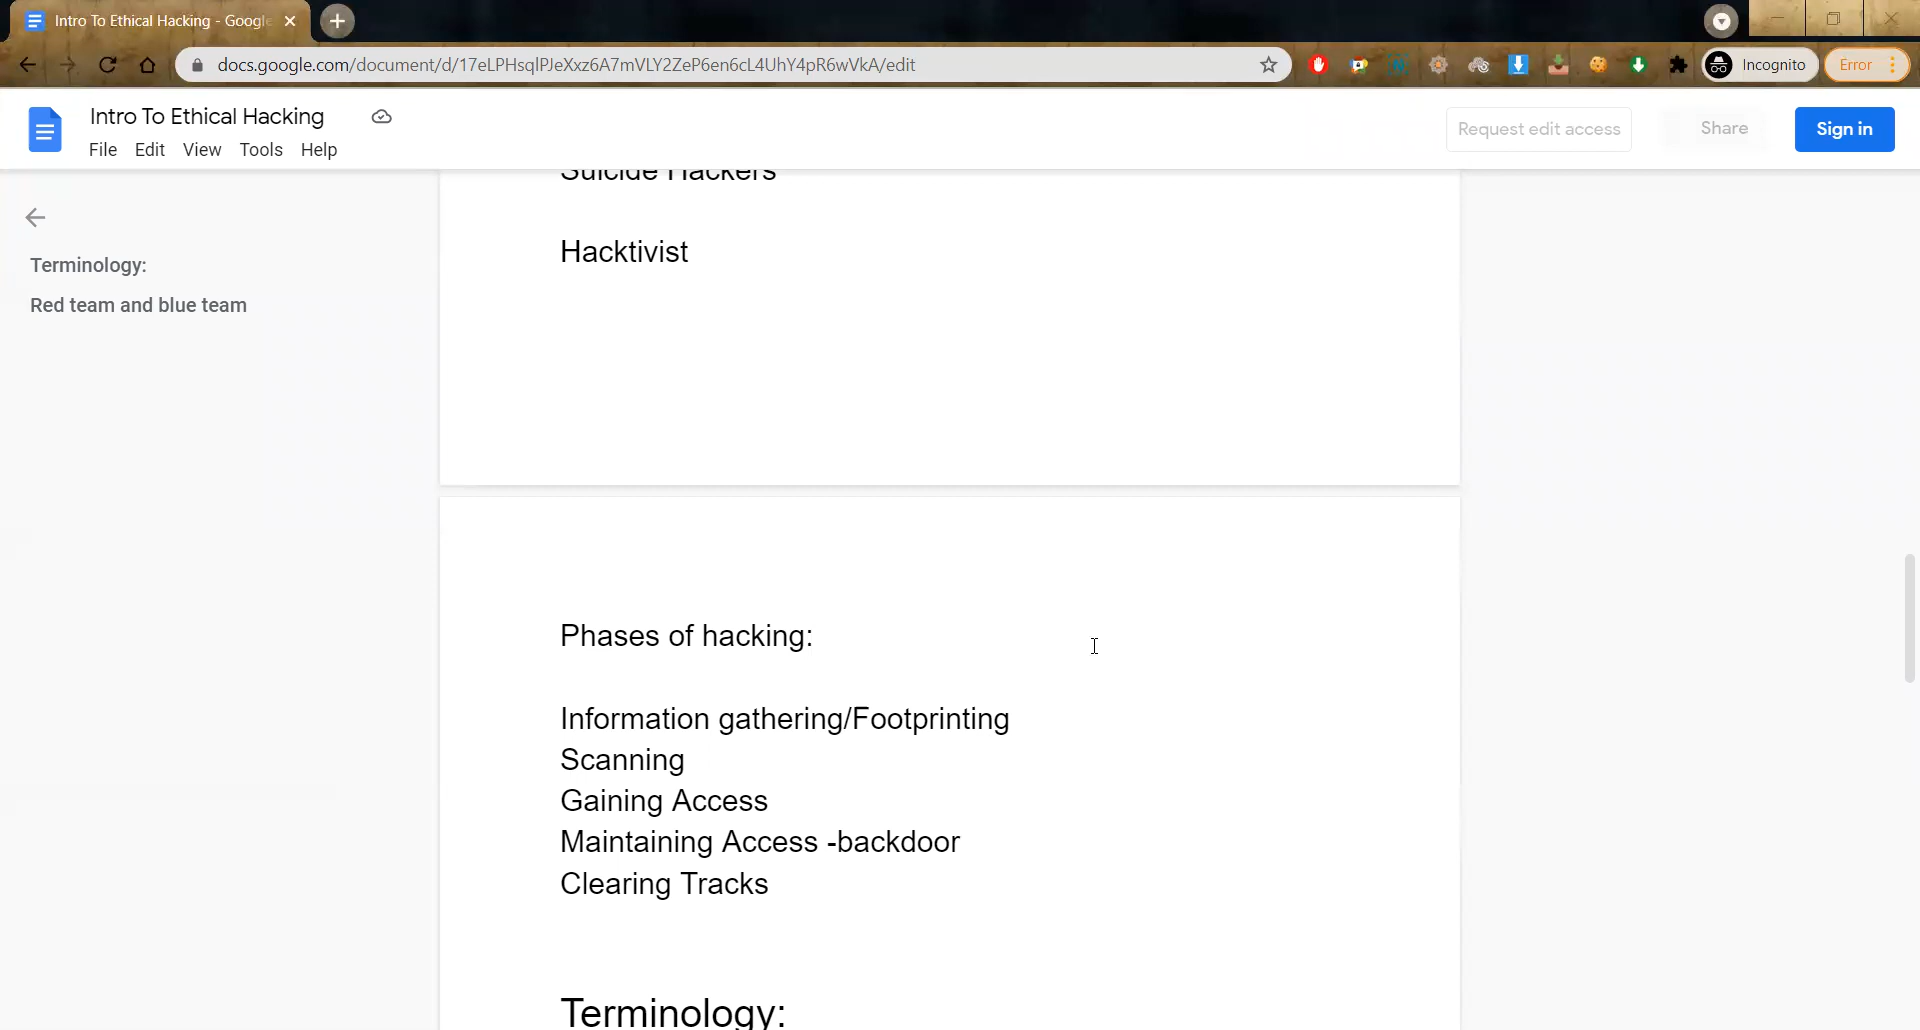 Intro To Ethical Hacking - Google
docs.google.com/document/d/17eLPHsqlPJeXxz6A7mVLY2ZeP6en6cL4UhY4pR6wVkA/edit
Incognito
Error
Intro To Ethical Hacking
File Edit View Tools Help
Request edit access
Share
Sign in
Terminology:
Red team and blue team
Suicide Hackers
Hacktivist
Phases of hacking:
Information gathering/Footprinting
Scanning
Gaining Access
Maintaining Access -backdoor
Clearing Tracks
Terminology: